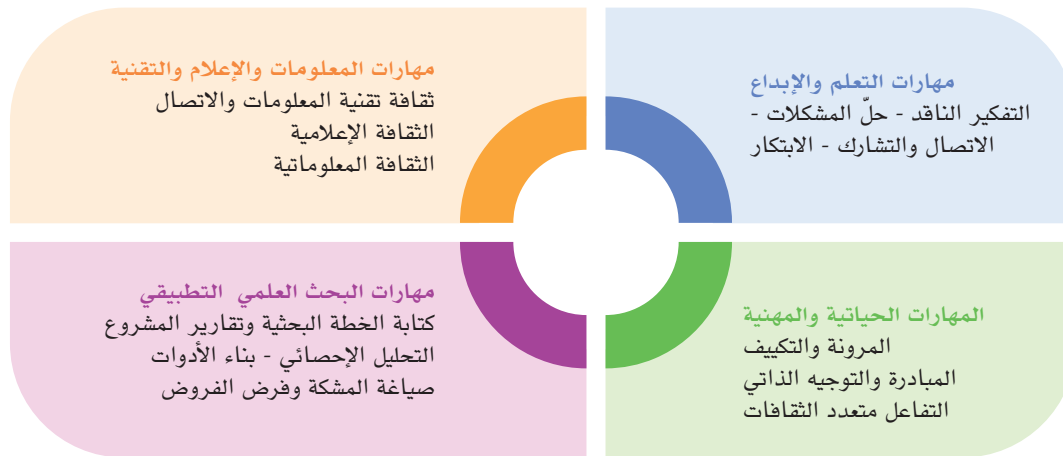 مهارات التعلم والإبداع
التفكير الناقد - حلّ المشكلات -
الاتصال والتشارك - الابتكار
مهارات المعلومات والإعلام والتقنية
ثقافة تقنية المعلومات والاتصال
الثقافة الإعلامية
الثقافة المعلوماتية
المهارات الحياتية والمهنية
المرونة والتكييف
المبادرة والتوجيه الذاتي
التفاعل متعدد الثقافات
مهارات البحث العلمي التطبيقي
كتابة الخطة البحثية وتقارير المشروع
التحليل الإحصائي - بناء الأدوات
صياغة المشكة وفرض الفروض